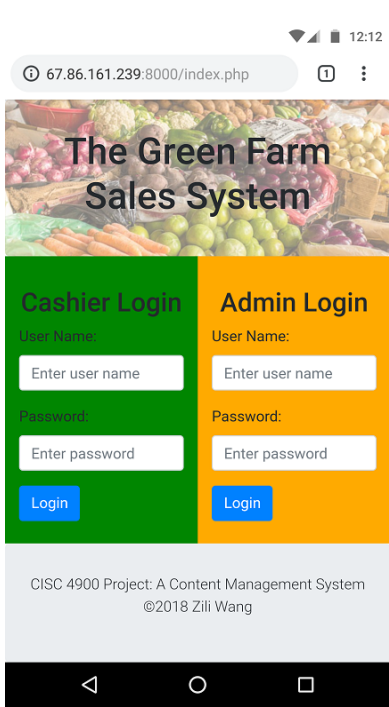 12:12
67.86.161.239:8000/index.php
1
The Green Farm
Sales System
Cashier Login
User Name:
Enter user name
Password:
Enter password
Login
Admin Login
User Name:
Enter user name
Password:
Enter password
Login
CISC 4900 Project: A Content Management System
©2018 Zili Wang